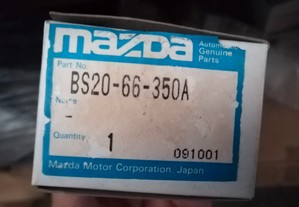 mazda
Automotive
Genuine
Parts
Part No.
BS20-66-350A
Name
-
Quantity
1
091001
Mazda Motor Corporation, Japan